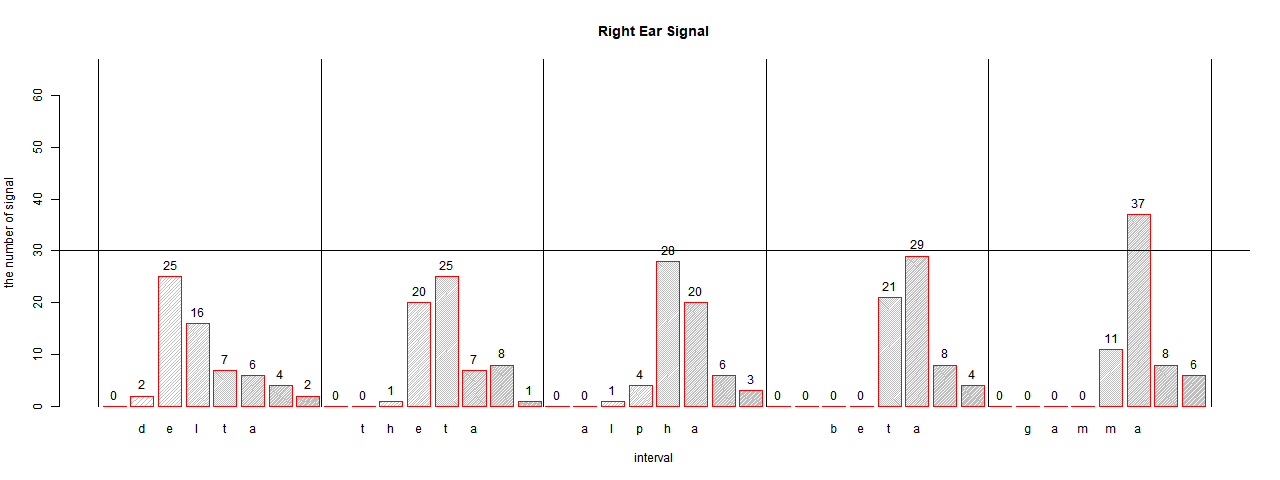 Right Ear Signal
the number of signal
60
50
40
30
20
10
0
0 2 25 16 7 6 4 2
0 0 1 20 25 7 8 1
0 0 1 4 28 20 6 3
0 0 0 0 21 29 8 4
0 0 0 0 11 37 8 6
d e l t a t h e t a a l p h a b e t a g a m m a
interval